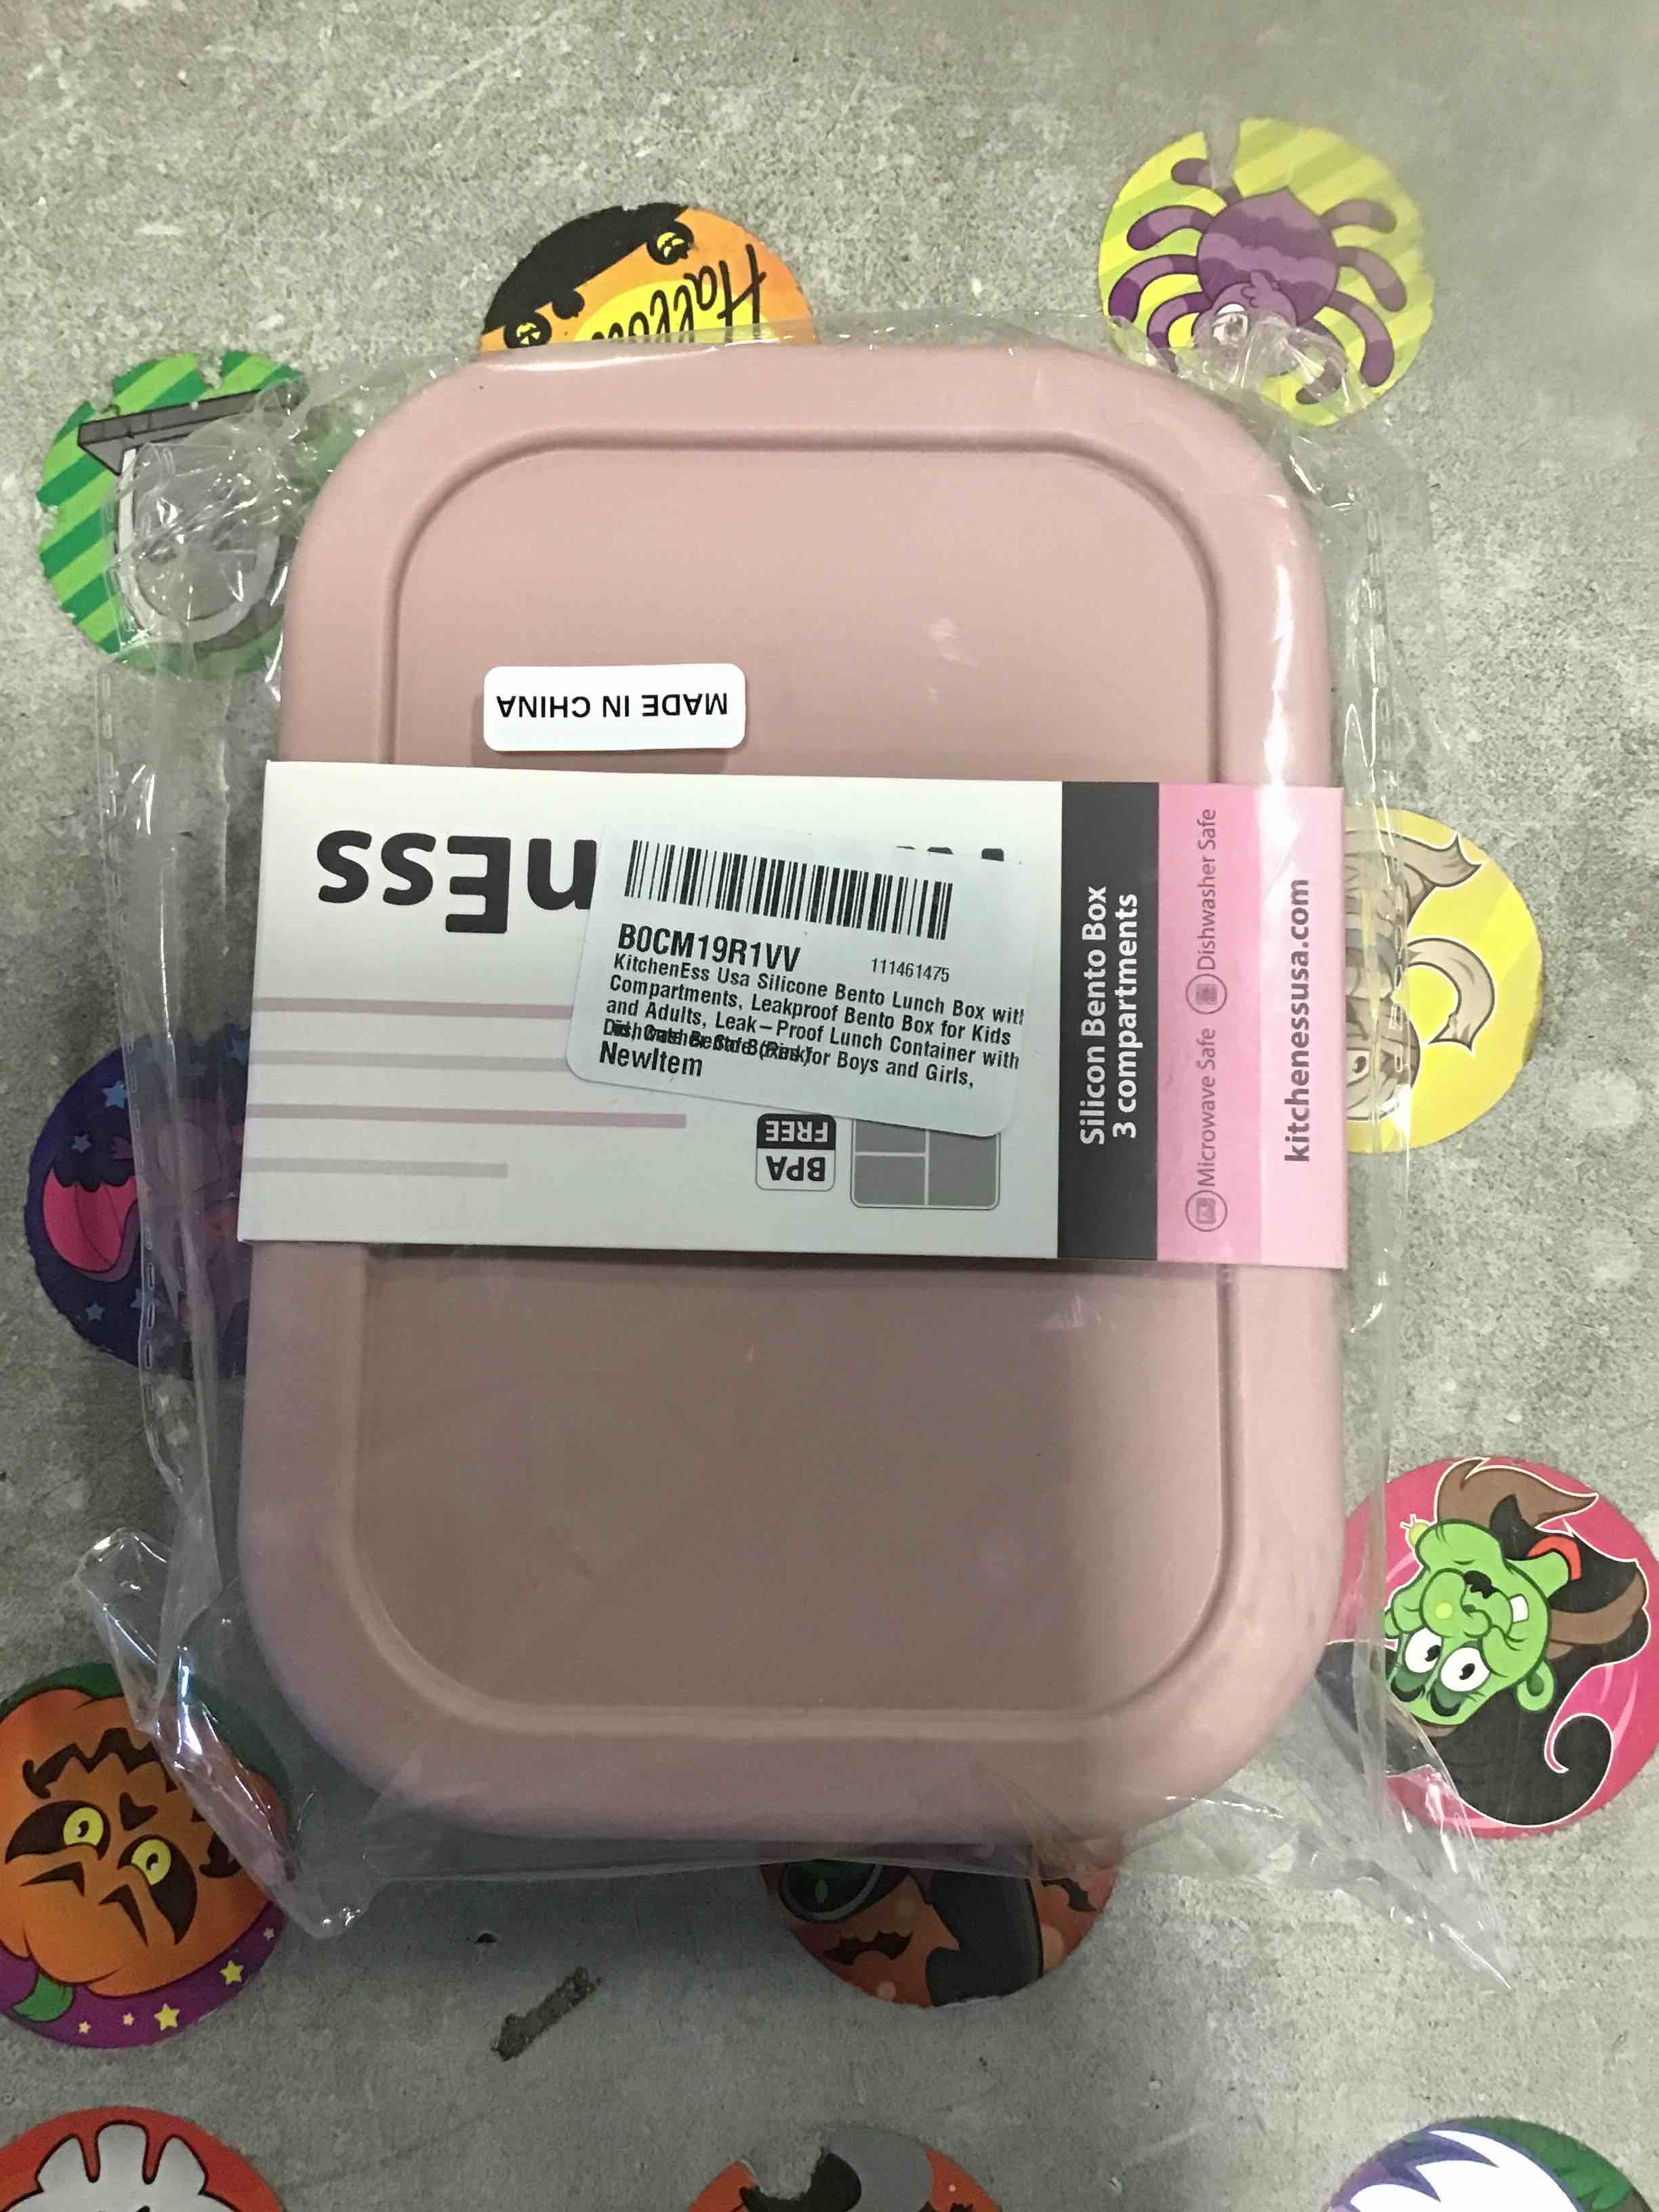 Hallo
MADE IN CHINA
nEss
B0CM19R1VV
111461475
KitchenEss Usa Silicone Bento Lunch Box with
Compartments, Leakproof Bento Box for Kids
and Adults, Leak-Proof Lunch Container with
for Boys and Girls,
NewItem
BPA
FREE
Silicon Bento Box
3 compartments
Microwave Safe
Dishwasher Safe
kitchenessusa.com